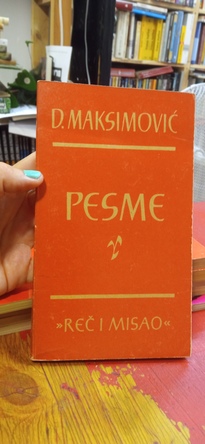 D. MAKSIMOVIĆ
PESME
»REČ I MISAO«